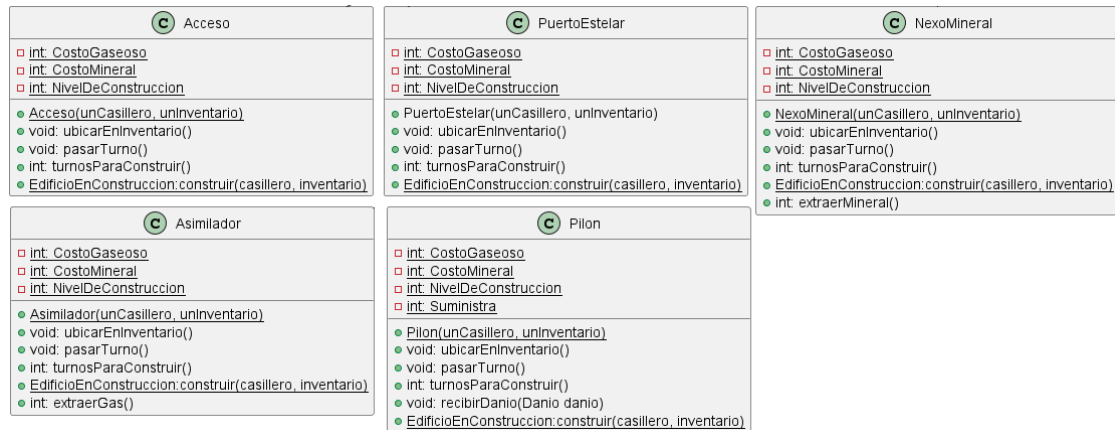 C Acceso
int: CostoGaseoso
int: CostoMineral
int: NivelDeConstruccion
Acceso(unCasillero, unInventario)
void: ubicarEnInventario()
void: pasarTurno()
int: turnosParaConstruir()
EdificioEnConstruccion:construir(casillero, inventario)
C PuertoEstelar
int: CostoGaseoso
int: CostoMineral
int: NivelDeConstruccion
PuertoEstelar(unCasillero, unInventario)
void: ubicarEnInventario()
void: pasarTurno()
int: turnosParaConstruir()
EdificioEnConstruccion:construir(casillero, inventario)
C NexoMineral
int: CostoGaseoso
int: CostoMineral
int: NivelDeConstruccion
NexoMineral(unCasillero, unInventario)
void: ubicarEnInventario()
void: pasarTurno()
int: turnosParaConstruir()
EdificioEnConstruccion:construir(casillero, inventario)
int: extraerMineral()
C Asimilador
int: CostoGaseoso
int: CostoMineral
int: NivelDeConstruccion
Asimilador(unCasillero, unInventario)
void: ubicarEnInventario()
void: pasarTurno()
int: turnosParaConstruir()
EdificioEnConstruccion:construir(casillero, inventario)
int: extraerGas()
C Pilon
int: CostoGaseoso
int: CostoMineral
int: NivelDeConstruccion
int: Suministra
Pilon(unCasillero, unInventario)
void: ubicarEnInventario()
void: pasarTurno()
int: turnosParaConstruir()
void: recibirDanio(Danio danio)
EdificioEnConstruccion:construir(casillero, inventario)